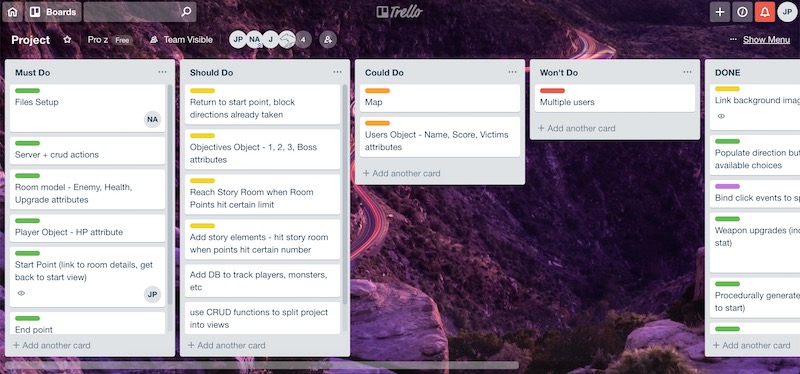 Boards
Trello
JP
Project
Pro z
Free
Team Visible
JP
NA
J
4
Show Menu
Must Do
Files Setup
NA
Server + crud actions
Room model - Enemy, Health,
Upgrade attributes
Player Object - HP attribute
Start Point (link to room details, get
back to start view)
JP
End point
+ Add another card
Should Do
Return to start point, block
directions already taken
Objectives Object - 1, 2, 3, Boss
attributes
Reach Story Room when Room
Points hit certain limit
Add story elements - hit story room
when points hit certain number
Add DB to track players, monsters,
etc
use CRUD functions to split project
into views
+ Add another card
Could Do
Map
Users Object - Name, Score, Victims
attributes
+ Add another card
Won't Do
Multiple users
+ Add another card
DONE
Link background imag
Populate direction but
available choices
Bind click events to sp
Weapon upgrades (inc
stat)
Procedurally generate
to start)
+ Add another card